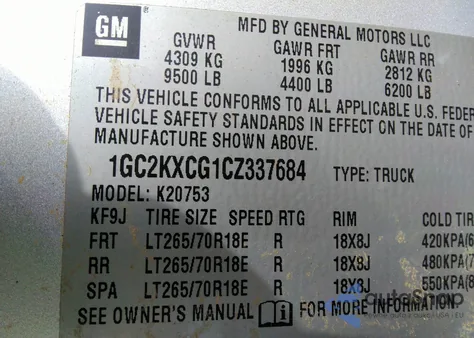 GM
MFD BY GENERAL MOTORS LLC
GVWR GAWR FRT GAWR RR
4309 KG 1996 KG 2812 KG
9500 LB 4400 LB 6200 LB
THIS VEHICLE CONFORMS TO ALL APPLICABLE U.S. FEDER
VEHICLE SAFETY STANDARDS IN EFFECT ON THE DATE OF
MANUFACTURE SHOWN ABOVE.
1GC2KXCG1CZ337684 TYPE: TRUCK
MODEL: K20753
KF9J TIRE SIZE SPEED RTG RIM COLD TIR
FRT LT265/70R18E R 18X8J 420KPA(6
RR LT265/70R18E R 18X8J 480KPA(7
SPA LT265/70R18E R 18X8J 550KPA(8
SEE OWNER'S MANUAL FOR MORE INFORMATION